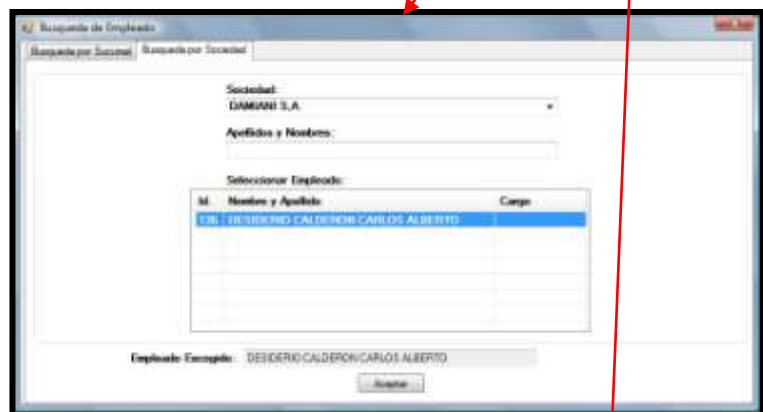 Busqueda de Empleado
Busqueda por Sucursal Busqueda por Sociedad
Sociedad:
DAMIANI S.A.
Apellidos y Nombres:
Seleccionar Empleado:
Id. Nombre y Apellido Cargo
DESIDERIO CALDERON CARLOS ALBERTO
Empleado Escogido: DESIDERIO CALDERON CARLOS ALBERTO
Aceptar